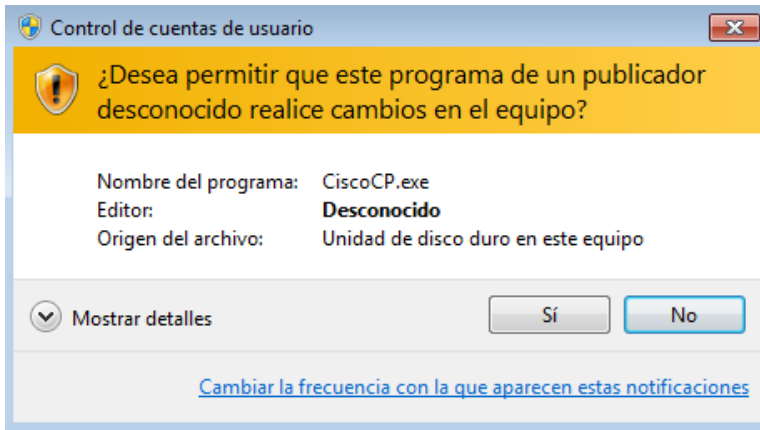 Control de cuentas de usuario
¿Desea permitir que este programa de un publicador
desconocido realice cambios en el equipo?
Nombre del programa: CiscoCP.exe
Editor: Desconocido
Origen del archivo: Unidad de disco duro en este equipo
Mostrar detalles Sí No
Cambiar la frecuencia con la que aparecen estas notificaciones